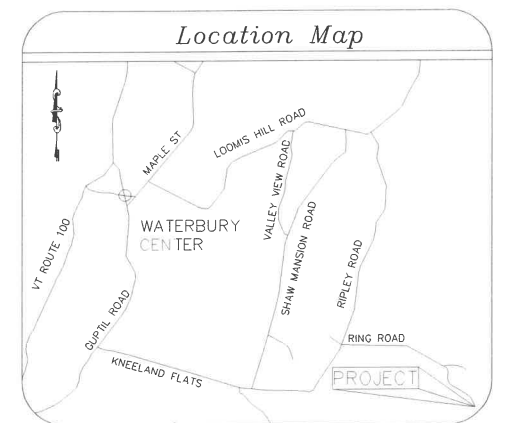 Location Map
MAPLE ST
LOOMIS HILL ROAD
VALLEY VIEW ROAD
WATERBURY
CENTER
VT ROUTE 100
SHAW MANSION ROAD
RIPLEY ROAD
GUPTIL ROAD
RING ROAD
KNEELAND FLATS
PROJECT